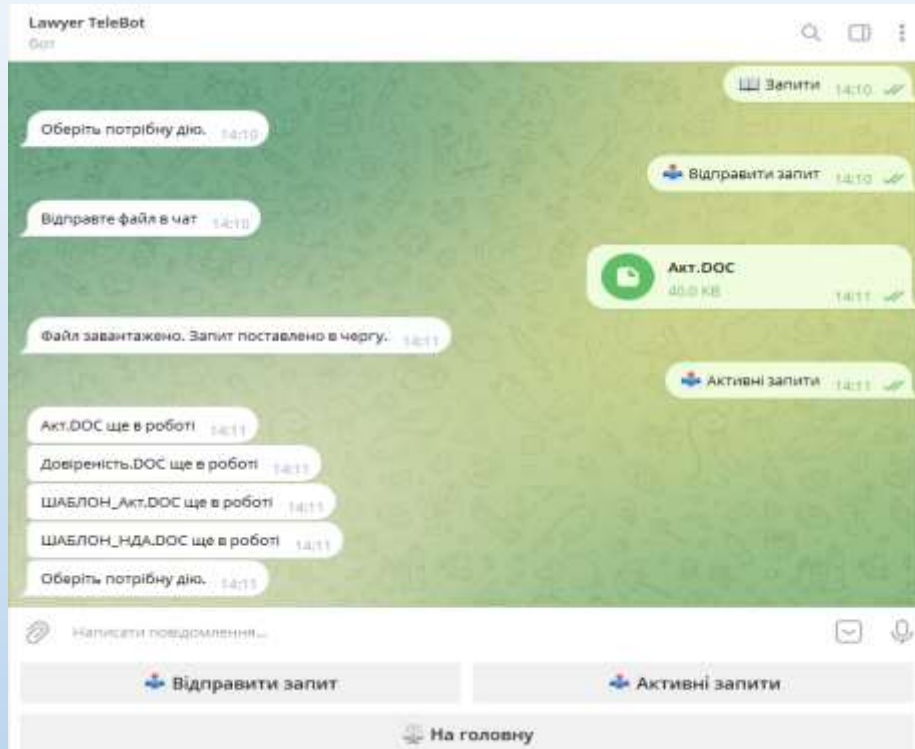 Lawyer TeleBot
бот
📖 Запити 14:10
Оберіть потрібну дію. 14:10
🕹️ Відправити запит 14:10
Відправте файл в чат 14:10
Акт.DOC
40.0 KB 14:11
Файл завантажено. Запит поставлено в чергу. 14:11
🕹️ Активні запити 14:11
Акт.DOC ще в роботі 14:11
Довіреність.DOC ще в роботі 14:11
ШАБЛОН_Акт.DOC ще в роботі 14:11
ШАБЛОН_НДА.DOC ще в роботі 14:11
Оберіть потрібну дію. 14:11
Написати повідомлення...
🕹️ Відправити запит
🕹️ Активні запити
⚖️ На головну